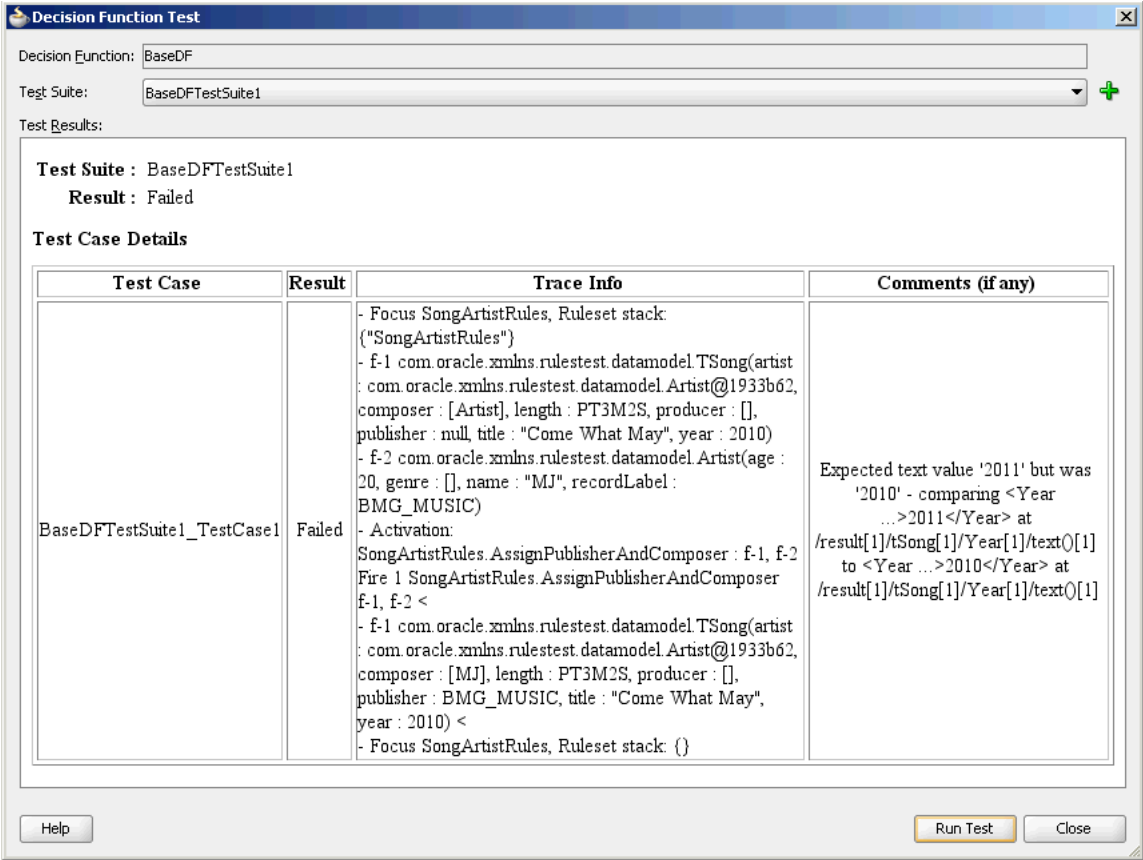 Decision Function Test
Decision Function: BaseDF
Test Suite: BaseDFTestSuite1
Test Results:
Test Suite : BaseDFTestSuite1
Result : Failed
Test Case Details
Test Case Result Trace Info Comments (if any)
BaseDFTestSuite1_TestCase1
Failed
- Focus SongArtistRules, Ruleset stack:
{"SongArtistRules"}
- f-1 com.oracle.xmlns.rulestest.datamodel.TSong(artist
: com.oracle.xmlns.rulestest.datamodel.Artist@1933b62,
composer : [Artist], length : PT3M2S, producer : [],
publisher : null, title : "Come What May", year : 2010)
- f-2 com.oracle.xmlns.rulestest.datamodel.Artist(age :
20, genre : [], name : "MJ", recordLabel :
BMG_MUSIC)
- Activation:
SongArtistRules.AssignPublisherAndComposer : f-1, f-2
Fire 1 SongArtistRules.AssignPublisherAndComposer
f-1, f-2 <
- f-1 com.oracle.xmlns.rulestest.datamodel.TSong(artist
: com.oracle.xmlns.rulestest.datamodel.Artist@1933b62,
composer : [MJ], length : PT3M2S, producer : [],
publisher : BMG_MUSIC, title : "Come What May",
year : 2010) <
- Focus SongArtistRules, Ruleset stack: {}
Expected text value '2011' but was
'2010' - comparing <Year
...>2011</Year> at
/result[1]/tSong[1]/Year[1]/text()[1]
to <Year ...>2010</Year> at
/result[1]/tSong[1]/Year[1]/text()[1]
Help Run Test Close